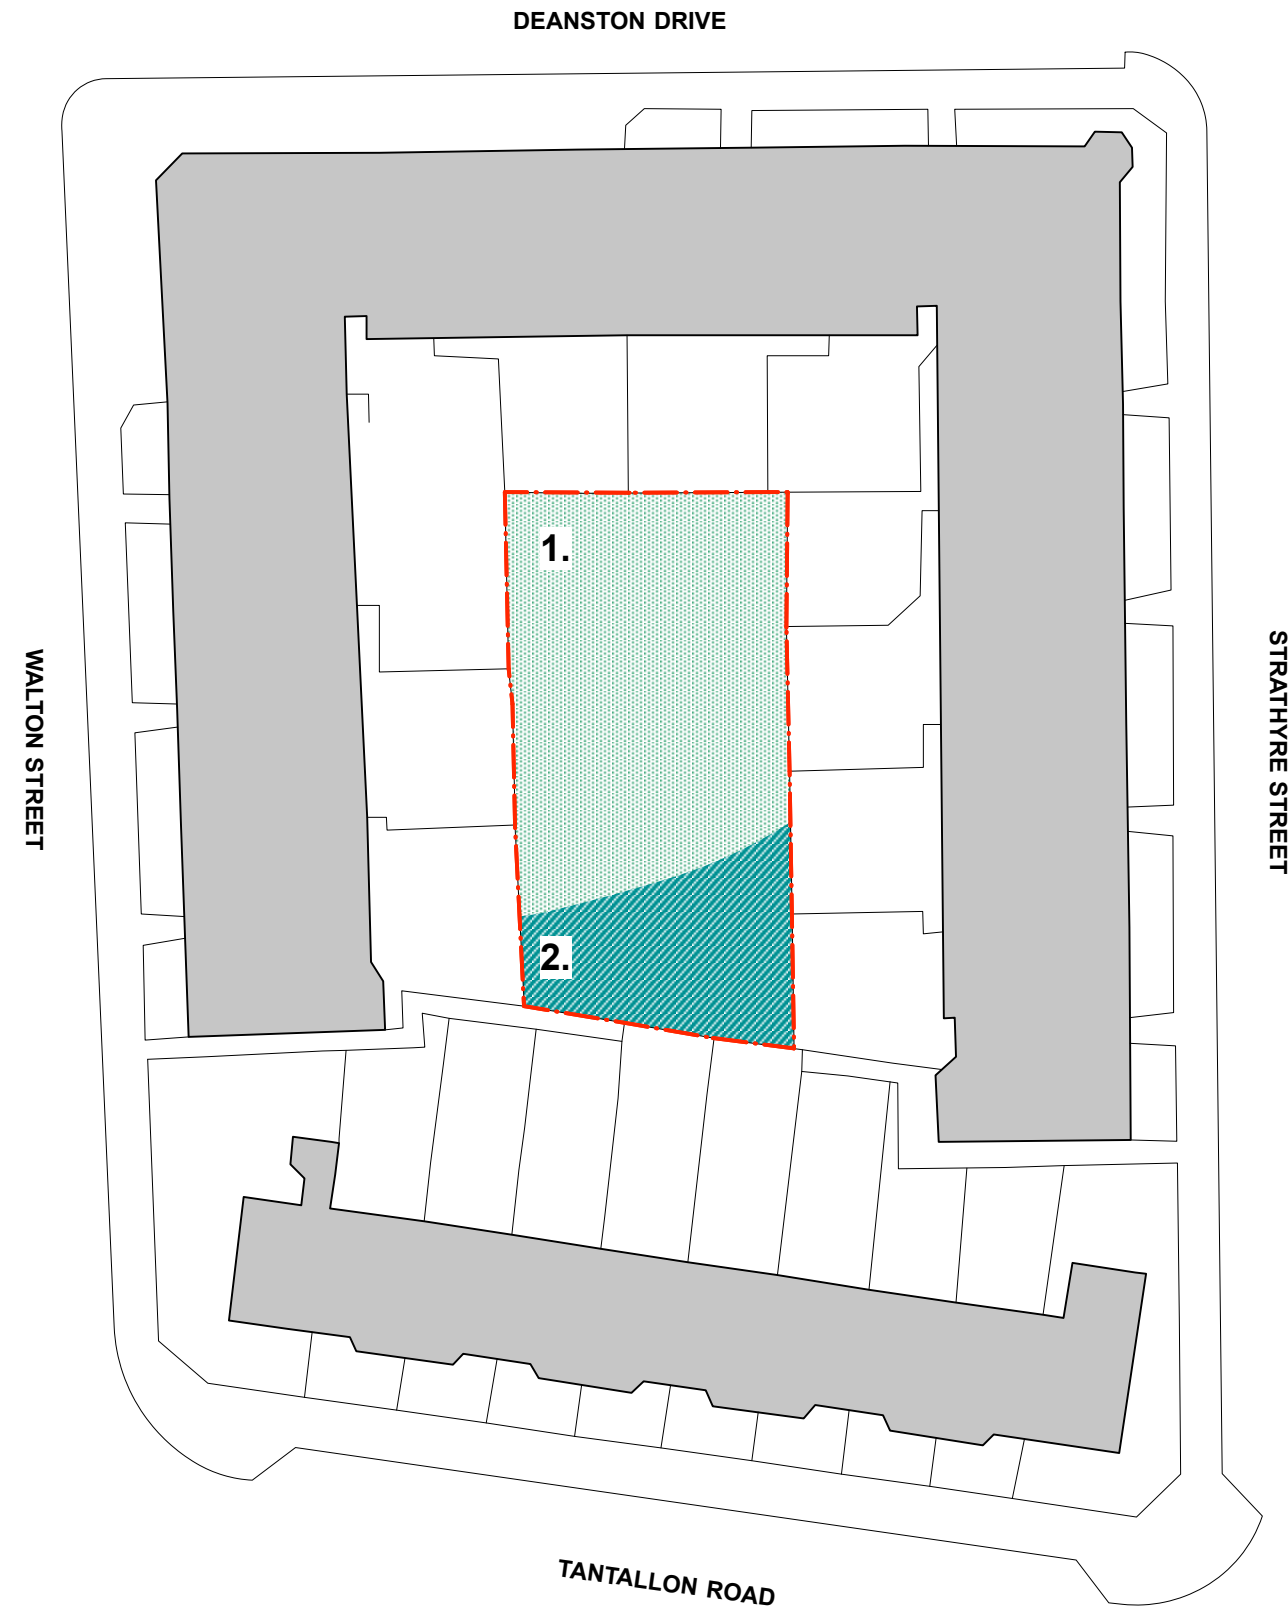 DEANSTON DRIVE
1.
WALTON STREET
STRATHYRE STREET
2.
TANTALLON ROAD